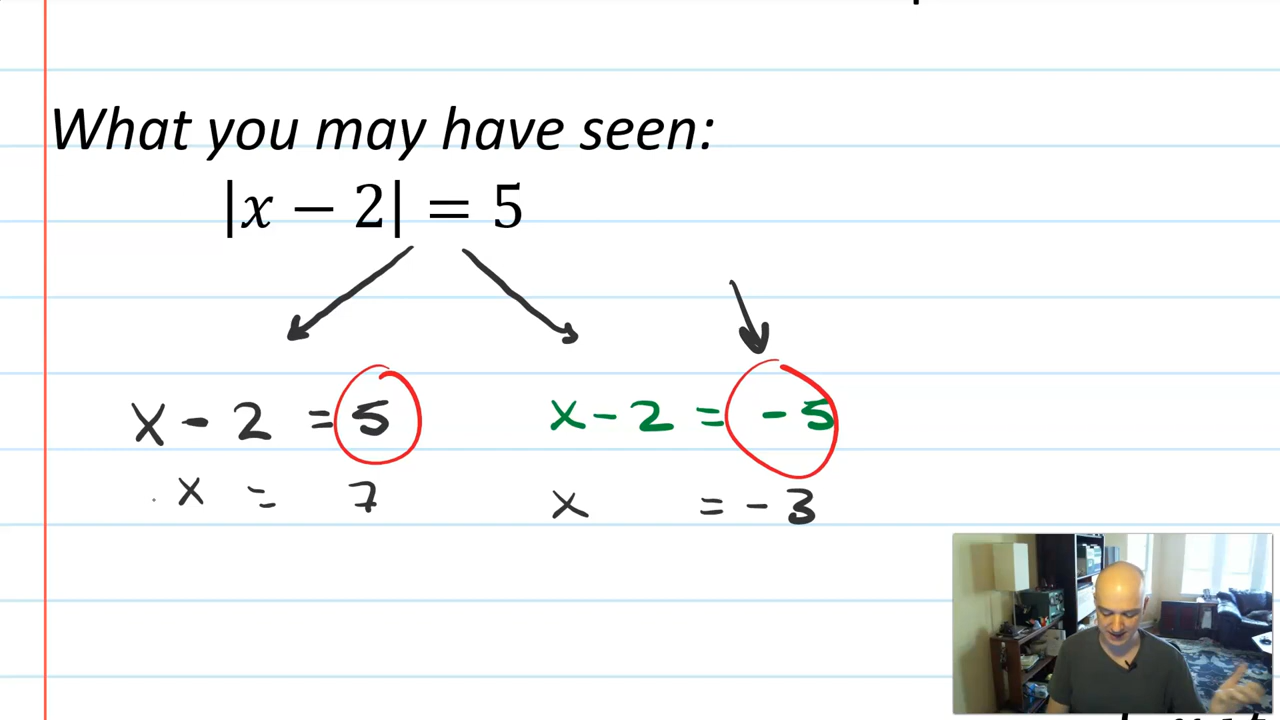 What you may have seen:
|x − 2| = 5
x - 2 = 5 x - 2 = -5
x = 7 x = -3